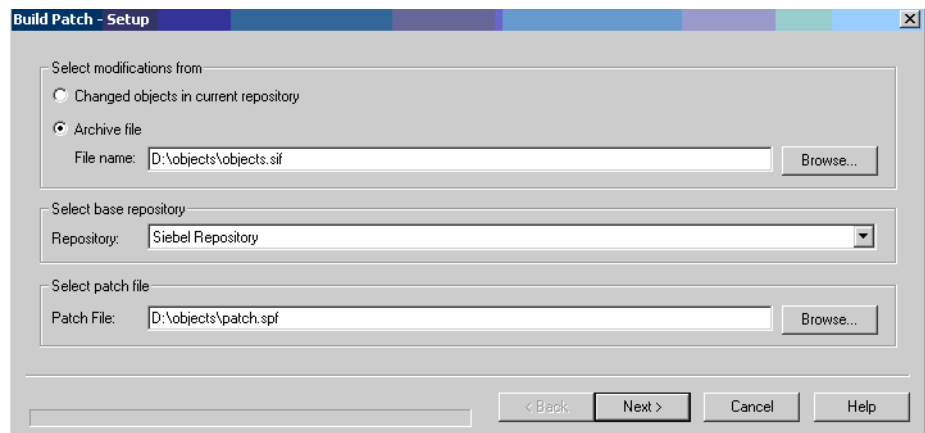 Build Patch - Setup
Select modifications from
Changed objects in current repository
Archive file
File name: D:\objects\objects.sif Browse...
Select base repository
Repository: Siebel Repository
Select patch file
Patch File: D:\objects\patch.spf Browse...
< Back Next > Cancel Help